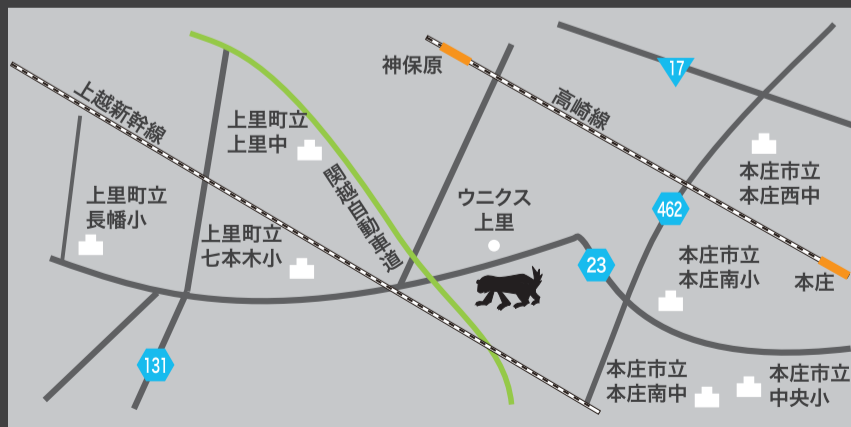 神保原
17
上越新幹線
高崎線
上里町立
上里中
本庄市立
本庄西中
関越自動車道
上里町立
長幡小
ウニクス
上里
462
上里町立
七本木小
23
本庄市立
本庄南小
本庄
131
本庄市立
本庄南中
本庄市立
中央小